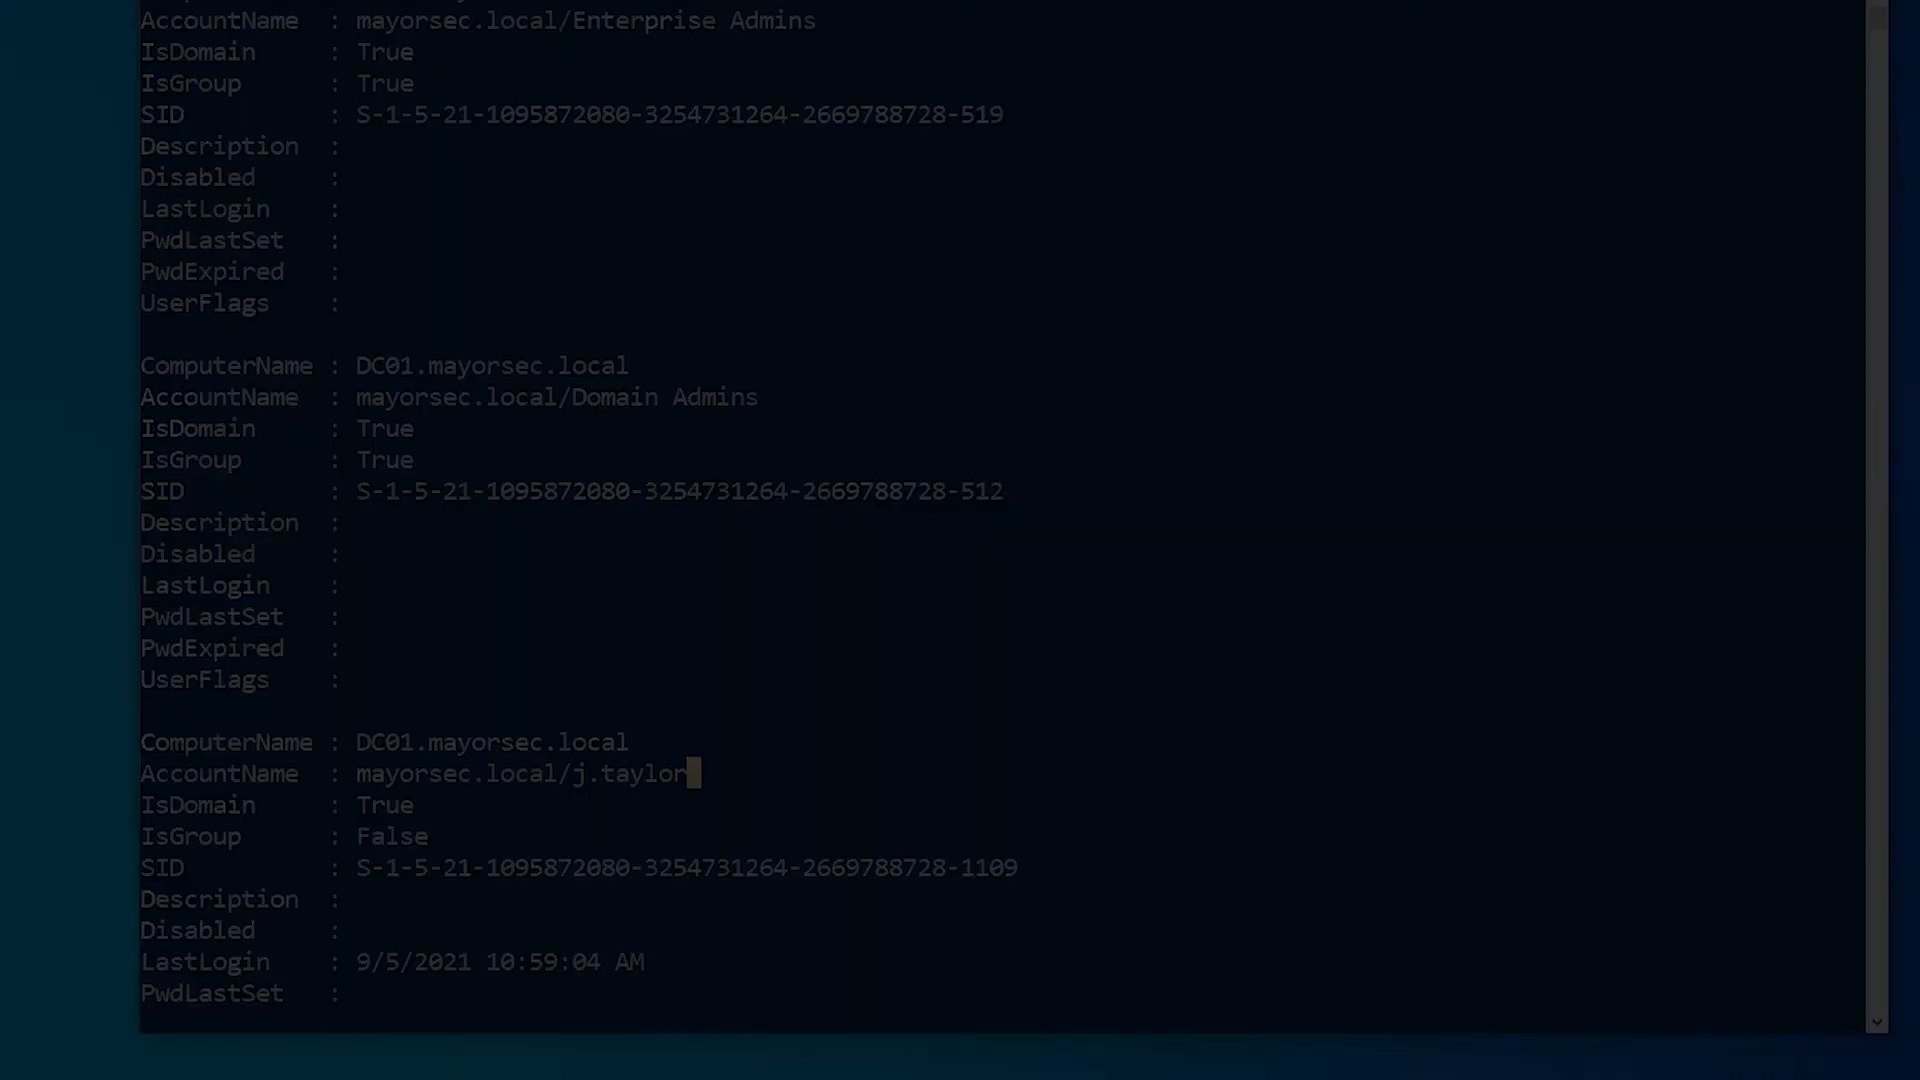 AccountName  : mayorsec.local/Enterprise Admins
IsDomain     : True
IsGroup      : True
SID          : S-1-5-21-1095872080-3254731264-2669788728-519
Description  :
Disabled     :
LastLogin    :
PwdLastSet   :
PwdExpired   :
UserFlags    :
ComputerName : DC01.mayorsec.local
AccountName  : mayorsec.local/Domain Admins
IsDomain     : True
IsGroup      : True
SID          : S-1-5-21-1095872080-3254731264-2669788728-512
Description  :
Disabled     :
LastLogin    :
PwdLastSet   :
PwdExpired   :
UserFlags    :
ComputerName : DC01.mayorsec.local
AccountName  : mayorsec.local/j.taylor
IsDomain     : True
IsGroup      : False
SID          : S-1-5-21-1095872080-3254731264-2669788728-1109
Description  :
Disabled     :
LastLogin    : 9/5/2021 10:59:04 AM
PwdLastSet   :